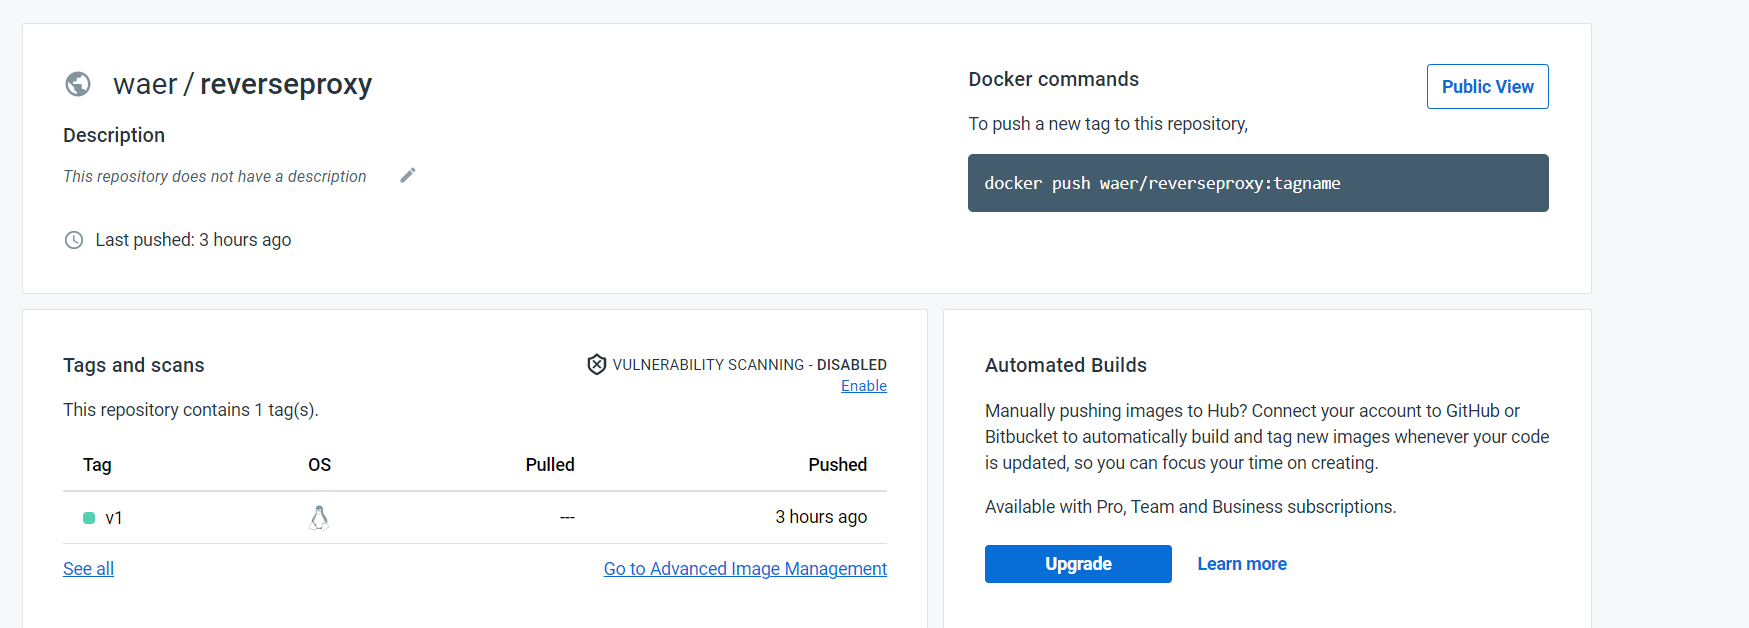 waer / reverseproxy
Description
This repository does not have a description
Last pushed: 3 hours ago
Docker commands
Public View
To push a new tag to this repository,
docker push waer/reverseproxy:tagname
Tags and scans
VULNERABILITY SCANNING - DISABLED
Enable
This repository contains 1 tag(s).
Tag OS Pulled Pushed
v1 --- 3 hours ago
See all
Go to Advanced Image Management
Automated Builds
Manually pushing images to Hub? Connect your account to GitHub or
Bitbucket to automatically build and tag new images whenever your code
is updated, so you can focus your time on creating.
Available with Pro, Team and Business subscriptions.
Upgrade
Learn more